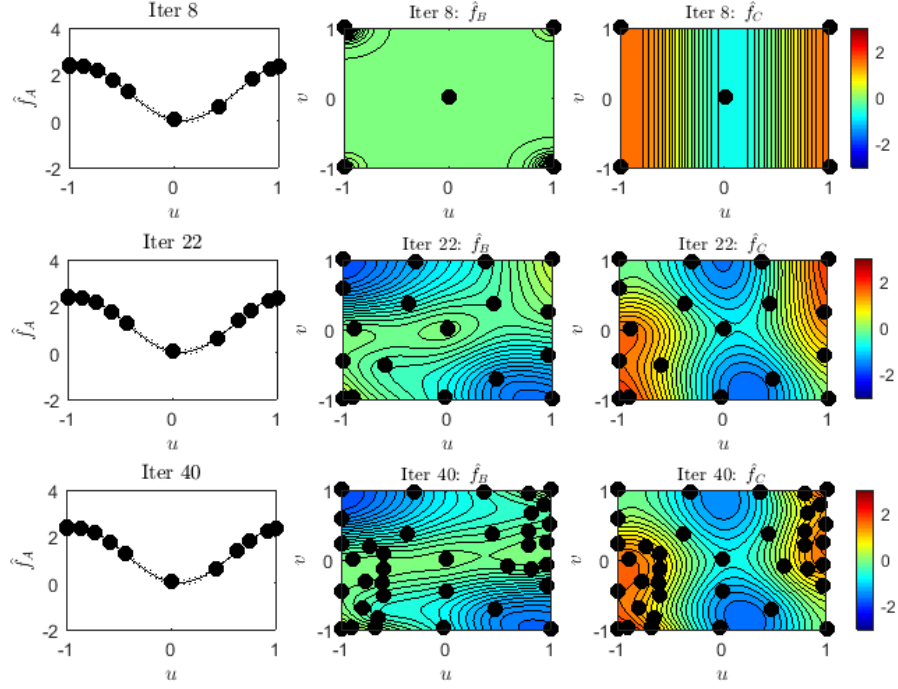 Iter 8 Iter 8: f̂_B Iter 8: f̂_C
4 1 1
2 2
f̂_A 0 v 0 v 0 0
-2
-2 -1 -1
-1 0 1 -1 0 1 -1 0 1
u u u
Iter 22 Iter 22: f̂_B Iter 22: f̂_C
4 1 1
2 2
f̂_A 0 v 0 v 0 0
-2
-2 -1 -1
-1 0 1 -1 0 1 -1 0 1
u u u
Iter 40 Iter 40: f̂_B Iter 40: f̂_C
4 1 1
2 2
f̂_A 0 v 0 v 0 0
-2
-2 -1 -1
-1 0 1 -1 0 1 -1 0 1
u u u